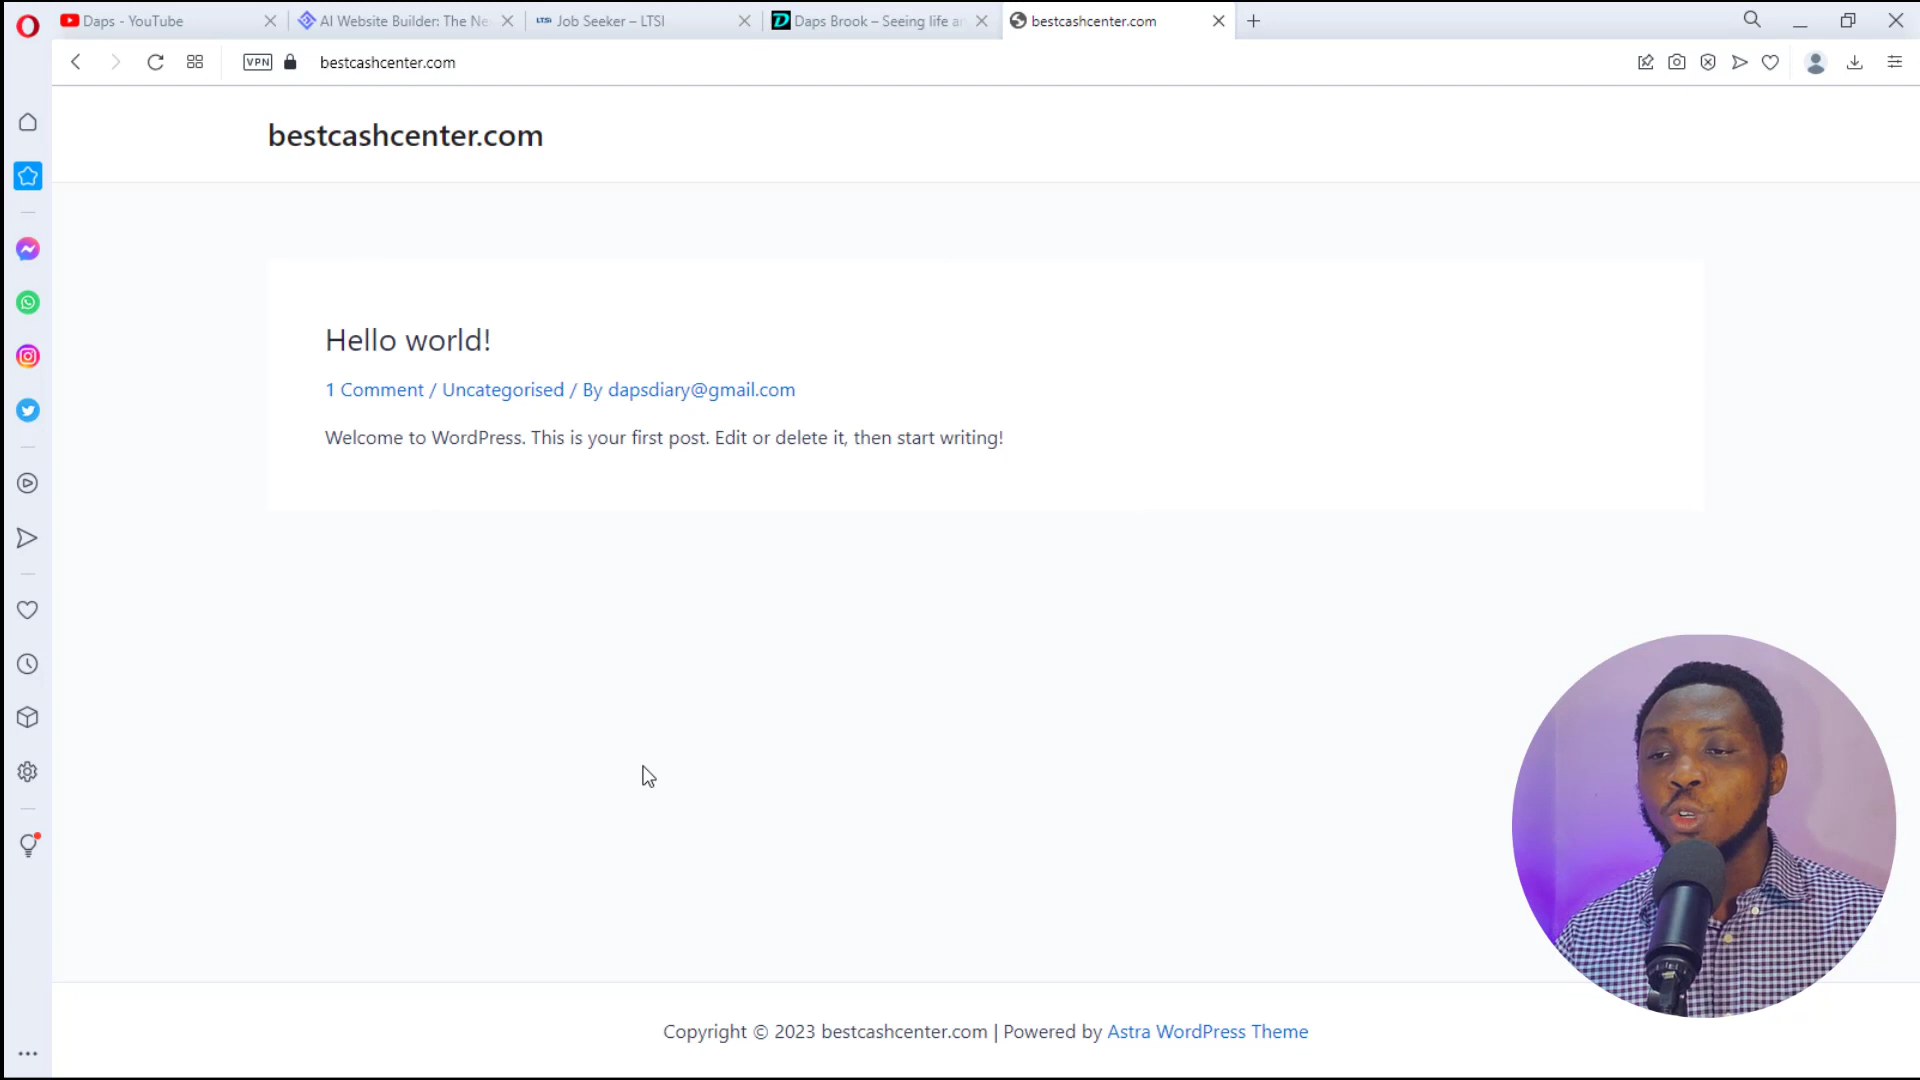 Daps - YouTube
AI Website Builder: The Ne
LTSI Job Seeker – LTSI
D Daps Brook – Seeing life a
bestcashcenter.com
VPN bestcashcenter.com
bestcashcenter.com
Hello world!
1 Comment / Uncategorised / By dapsdiary@gmail.com
Welcome to WordPress. This is your first post. Edit or delete it, then start writing!
Copyright © 2023 bestcashcenter.com | Powered by Astra WordPress Theme